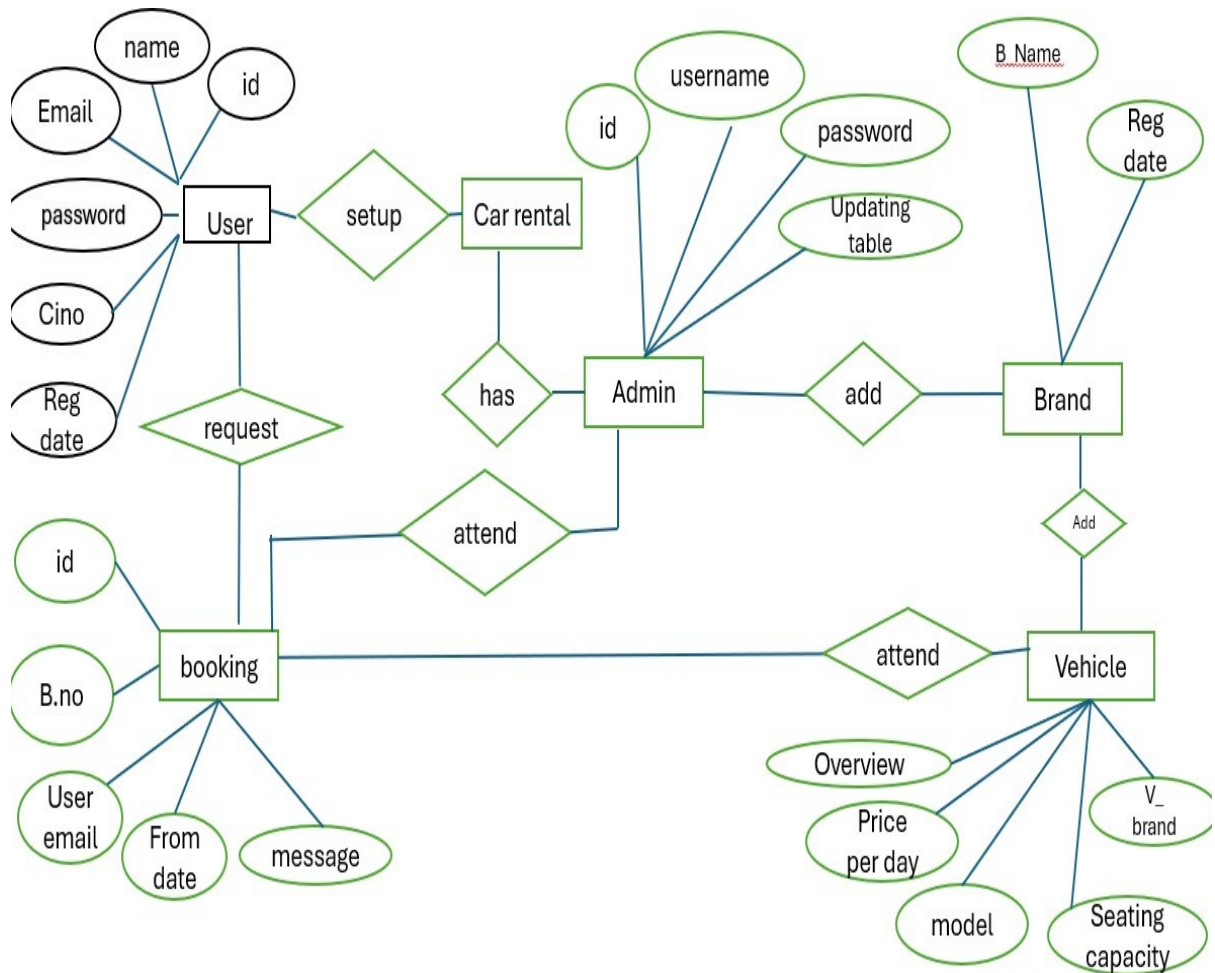 name
id
Email
password
User
Cino
Reg
date
setup
Car rental
id
username
password
Updating
table
B_Name
Reg
date
has
Admin
add
Brand
request
attend
Add
id
booking
B.no
User
email
From
date
message
attend
Vehicle
Overview
Price
per day
model
Seating
capacity
V_
brand